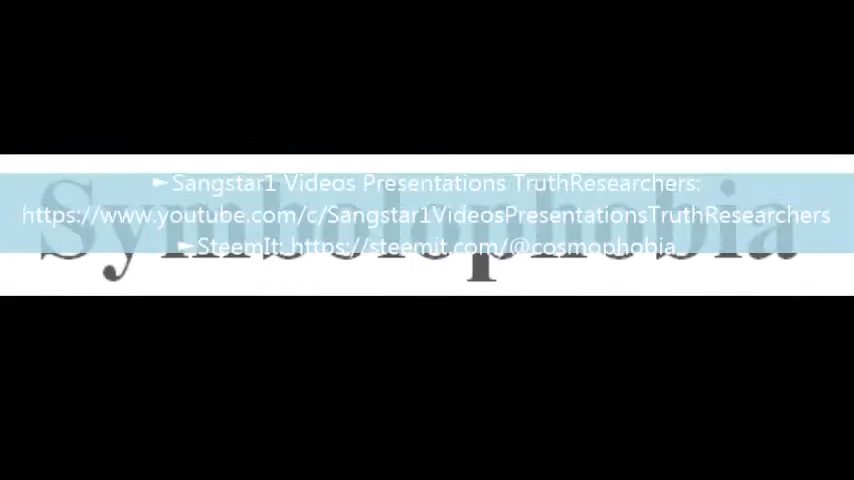 ►Sangstar1 Videos Presentations TruthResearchers:
https://www.youtube.com/c/Sangstar1VideosPresentationsTruthResearchers
►SteemIt: https://steemit.com/@cosmophobia
Symbolophobia